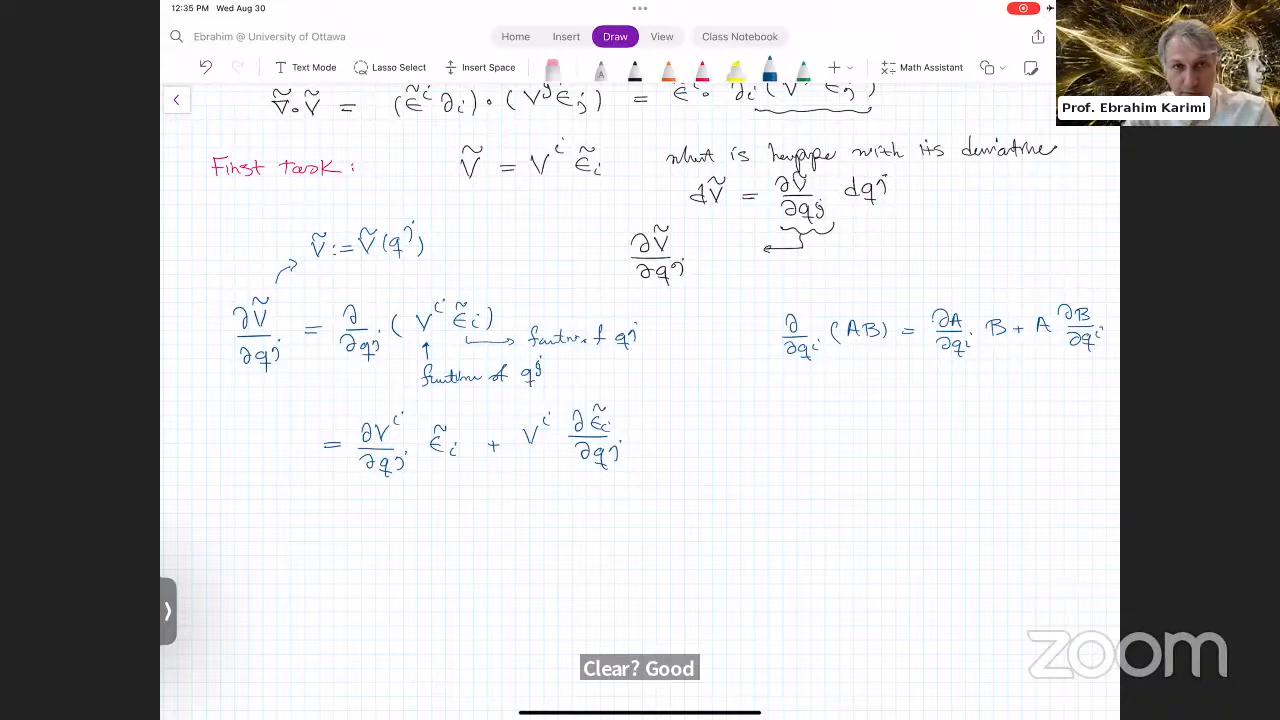 12:35 PM Wed Aug 30
Ebrahim @ University of Ottawa
Home Insert Draw View Class Notebook
Text Mode Lasso Select Insert Space Math Assistant
Prof. Ebrahim Karimi
∇̃·Ṽ = (ε̃^i ∂_i)·(V^j ε̃_j) = ε̃^i· ∂_i(V^j ε̃_j)
First task: Ṽ = V^i ε̃_i what is happen with its derivative
dṼ = ∂Ṽ/∂q^j dq^j
Ṽ := Ṽ(q^j) ∂Ṽ/∂q^j
∂Ṽ/∂q^j = ∂/∂q^j (V^i ε̃_i) → function of q^j ∂/∂q^i (AB) = ∂A/∂q^i B + A ∂B/∂q^i
function of q^j
= ∂V^i/∂q^j ε̃_i + V^i ∂ε̃_i/∂q^j
Clear? Good
zoom